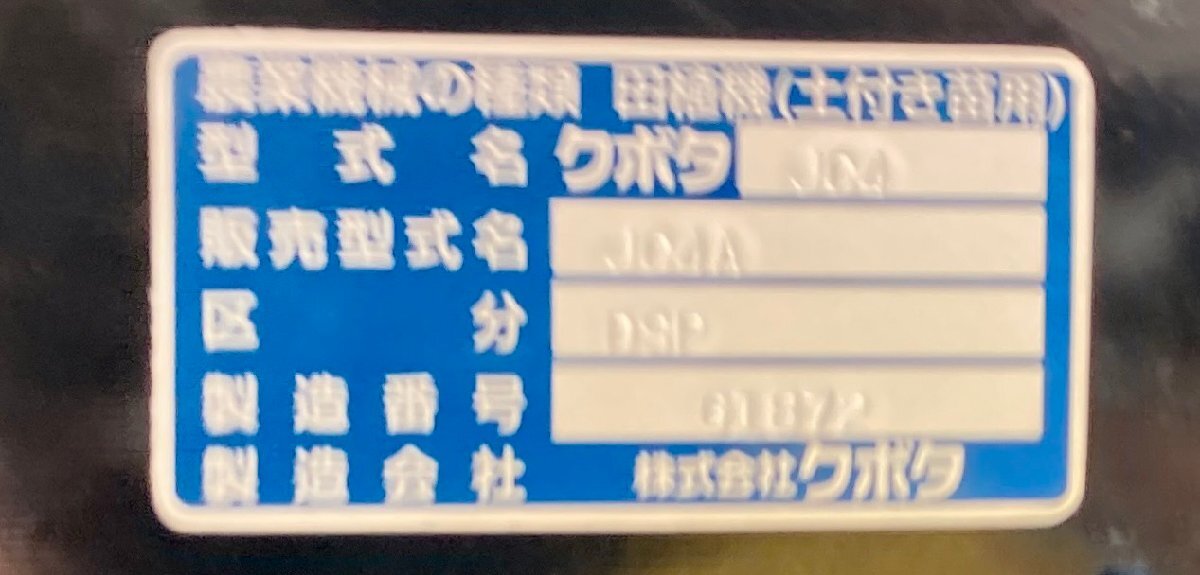 農業機械の種類 田植機(土付き苗用)
型式名 クボタ
販売型式名
区分
製造番号
製造会社 株式会社クボタ